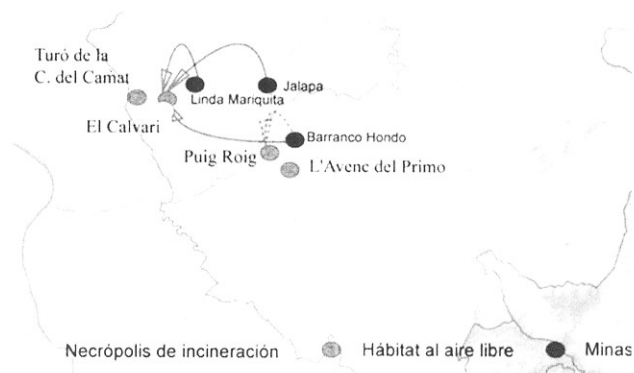 Turó de la
C. del Camat
Jalapa
Linda Mariquita
El Calvari
Barranco Hondo
Puig Roig
L'Avenc del Primo
Necrópolis de incineración
Hábitat al aire libre
Minas